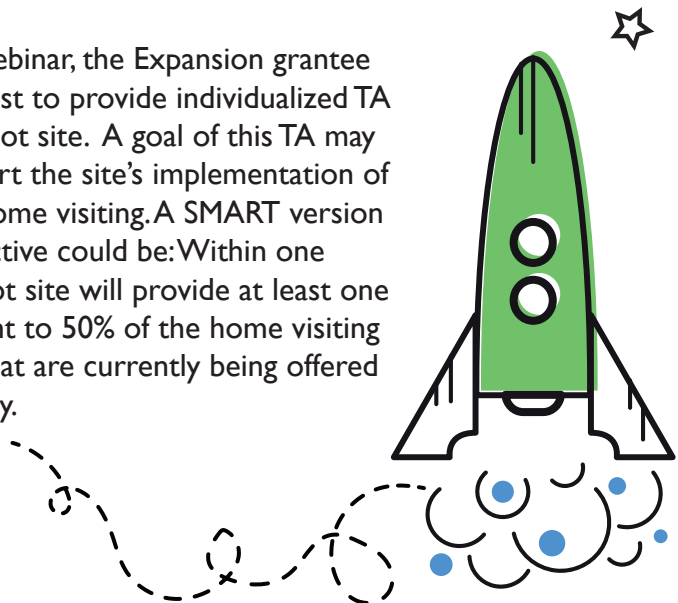 ebinar, the Expansion grantee
st to provide individualized TA
ot site. A goal of this TA may
rt the site’s implementation of
ome visiting. A SMART version
ctive could be: Within one
ot site will provide at least one
nt to 50% of the home visiting
at are currently being offered
y.